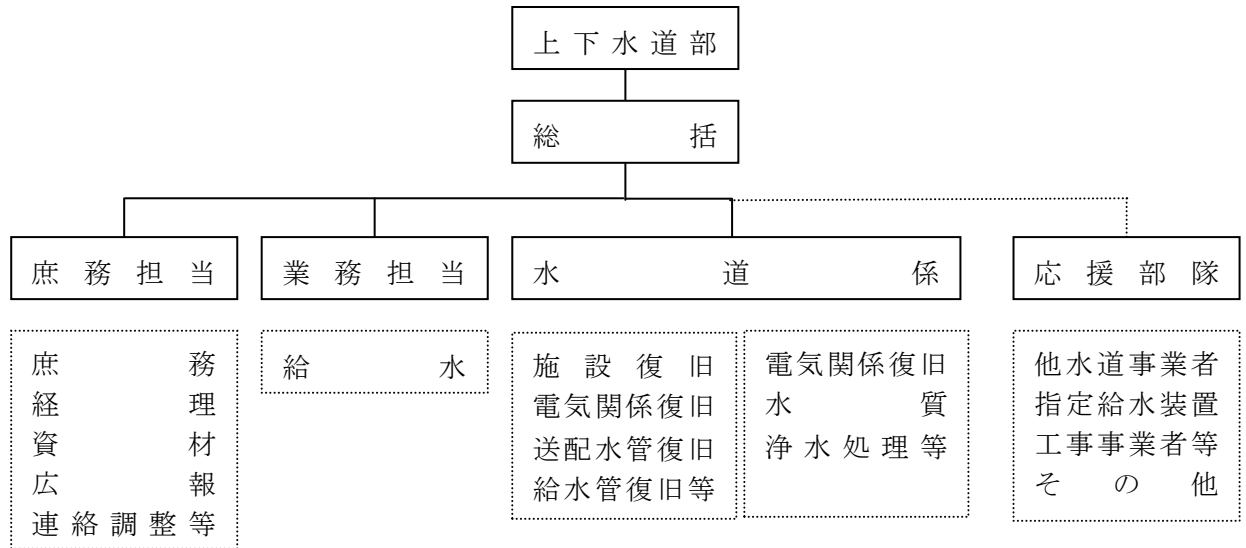 上下水道部
総括
庶務担当
業務担当
水道係
応援部隊
庶務
経理
資材
広報
連絡調整等
給水
施設復旧
電気関係復旧
送配水管復旧
給水管復旧等
電気関係復旧
水質
浄水処理等
他水道事業者
指定給水装置
工事事業者等
その他